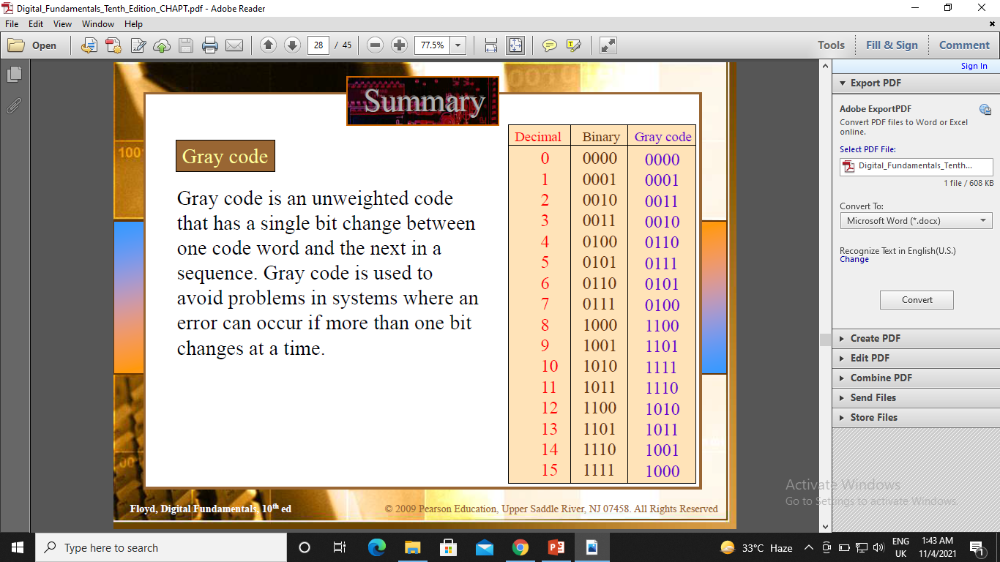 Digital_Fundamentals_Tenth_Edition_CHAPT.pdf - Adobe Reader
File Edit View Window Help
Open 28 / 45 77.5% Tools Fill & Sign Comment
Sign In
Summary
Gray code
Gray code is an unweighted code
that has a single bit change between
one code word and the next in a
sequence. Gray code is used to
avoid problems in systems where an
error can occur if more than one bit
changes at a time.
Decimal Binary Gray code
0 0000 0000
1 0001 0001
2 0010 0011
3 0011 0010
4 0100 0110
5 0101 0111
6 0110 0101
7 0111 0100
8 1000 1100
9 1001 1101
10 1010 1111
11 1011 1110
12 1100 1010
13 1101 1011
14 1110 1001
15 1111 1000
Floyd, Digital Fundamentals, 10th ed
© 2009 Pearson Education, Upper Saddle River, NJ 07458. All Rights Reserved
Export PDF
Adobe ExportPDF
Convert PDF files to Word or Excel
online.
Select PDF File:
Digital_Fundamentals_Tenth...
1 file / 608 KB
Convert To:
Microsoft Word (*.docx)
Recognize Text in English(U.S.)
Change
Convert
Create PDF
Edit PDF
Combine PDF
Send Files
Store Files
Activate Windows
Go to Settings to activate Windows.
Type here to search
33°C Haze
ENG
UK
1:43 AM
11/4/2021
1